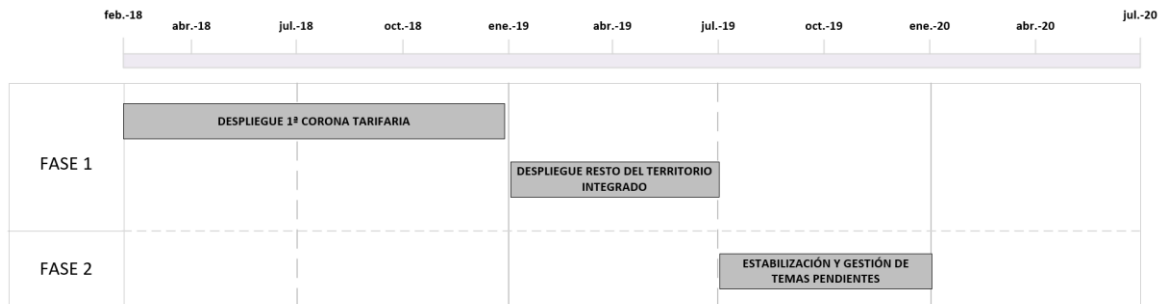 feb.-18
abr.-18
jul.-18
oct.-18
ene.-19
abr.-19
jul.-19
oct.-19
ene.-20
abr.-20
jul.-20
FASE 1
DESPLIEGUE 1ª CORONA TARIFARIA
DESPLIEGUE RESTO DEL TERRITORIO
INTEGRADO
FASE 2
ESTABILIZACIÓN Y GESTIÓN DE
TEMAS PENDIENTES